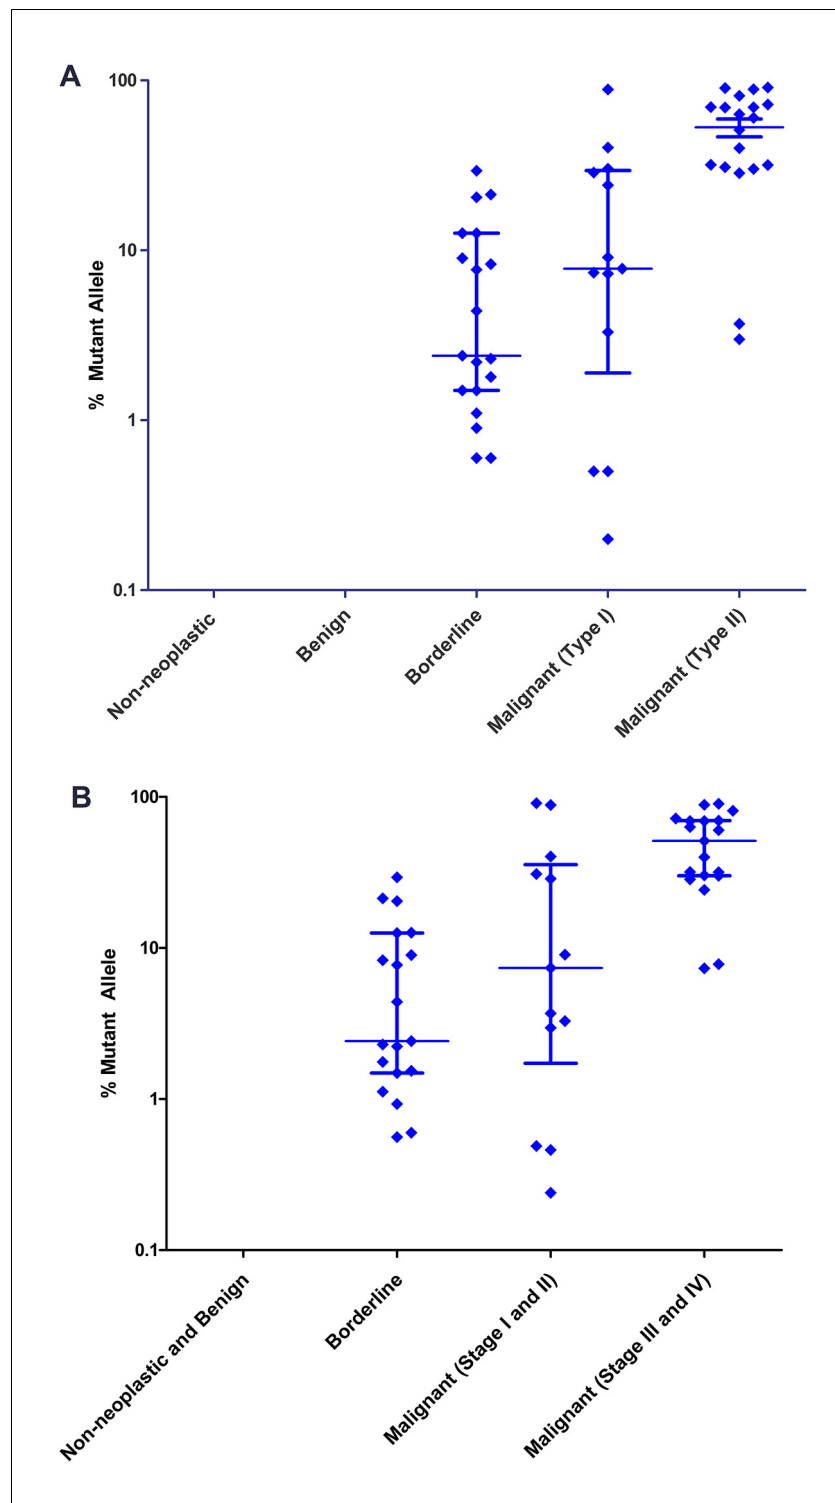 A
100
10
1
0.1
% Mutant Allele
Non-neoplastic
Benign
Borderline
Malignant (Type I)
Malignant (Type II)
B
100
10
1
0.1
% Mutant Allele
Non-neoplastic and Benign
Borderline
Malignant (Stage I and II)
Malignant (Stage III and IV)